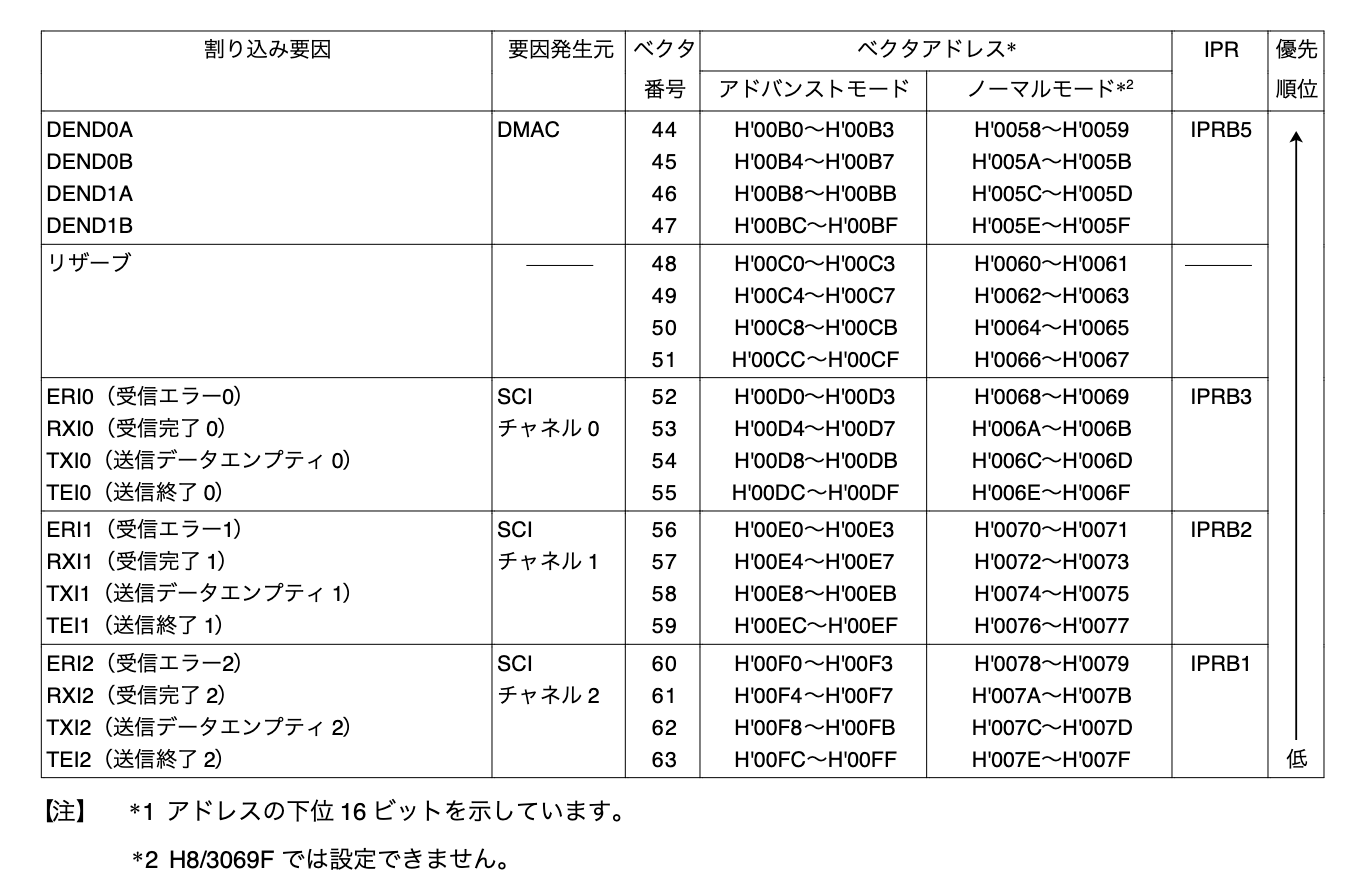 割り込み要因 要因発生元 ベクタ番号 ベクタアドレス* IPR 優先順位
アドバンストモード ノーマルモード*2
DEND0A DMAC 44 H'00B0～H'00B3 H'0058～H'0059 IPRB5
DEND0B 45 H'00B4～H'00B7 H'005A～H'005B
DEND1A 46 H'00B8～H'00BB H'005C～H'005D
DEND1B 47 H'00BC～H'00BF H'005E～H'005F
リザーブ ――― 48 H'00C0～H'00C3 H'0060～H'0061 ―――
49 H'00C4～H'00C7 H'0062～H'0063
50 H'00C8～H'00CB H'0064～H'0065
51 H'00CC～H'00CF H'0066～H'0067
ERI0（受信エラー0） SCI 52 H'00D0～H'00D3 H'0068～H'0069 IPRB3
RXI0（受信完了 0） チャネル 0 53 H'00D4～H'00D7 H'006A～H'006B
TXI0（送信データエンプティ 0） 54 H'00D8～H'00DB H'006C～H'006D
TEI0（送信終了 0） 55 H'00DC～H'00DF H'006E～H'006F
ERI1（受信エラー1） SCI 56 H'00E0～H'00E3 H'0070～H'0071 IPRB2
RXI1（受信完了 1） チャネル 1 57 H'00E4～H'00E7 H'0072～H'0073
TXI1（送信データエンプティ 1） 58 H'00E8～H'00EB H'0074～H'0075
TEI1（送信終了 1） 59 H'00EC～H'00EF H'0076～H'0077
ERI2（受信エラー2） SCI 60 H'00F0～H'00F3 H'0078～H'0079 IPRB1
RXI2（受信完了 2） チャネル 2 61 H'00F4～H'00F7 H'007A～H'007B
TXI2（送信データエンプティ 2） 62 H'00F8～H'00FB H'007C～H'007D
TEI2（送信終了 2） 63 H'00FC～H'00FF H'007E～H'007F 低
【注】 *1 アドレスの下位 16 ビットを示しています。
*2 H8/3069F では設定できません。